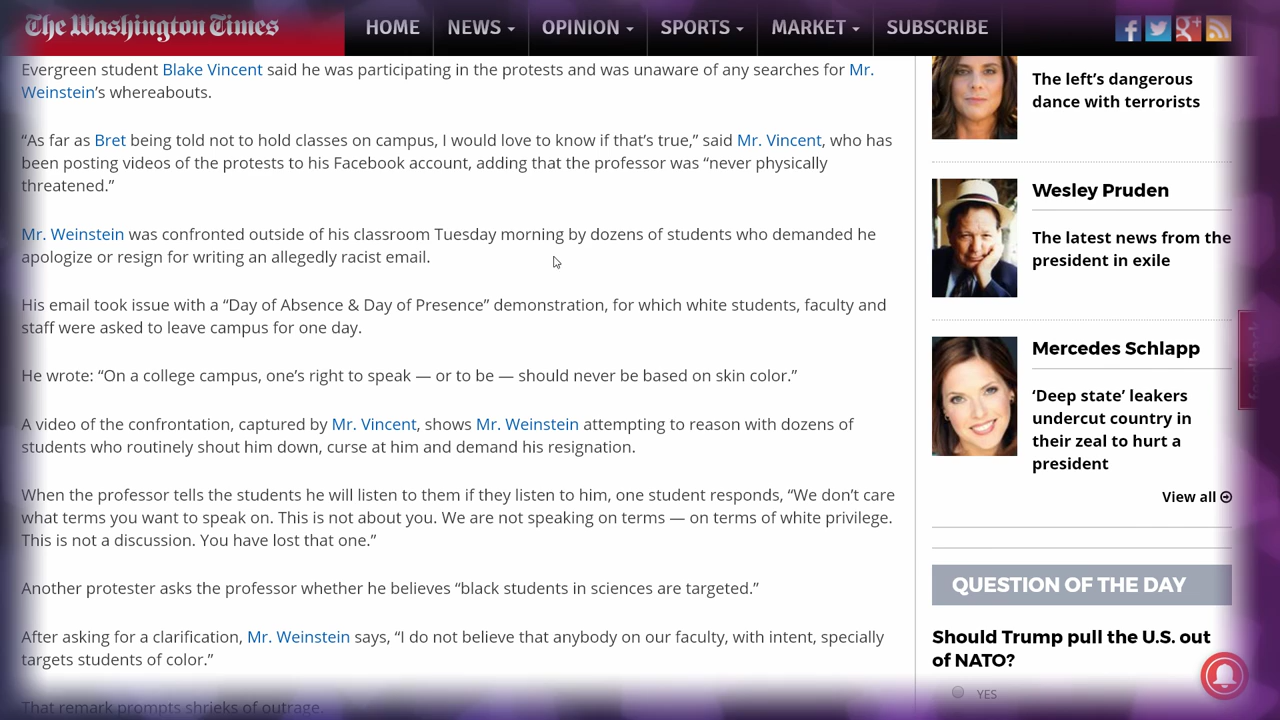 The Washington Times
HOME
NEWS
OPINION
SPORTS
MARKET
SUBSCRIBE
Evergreen student Blake Vincent said he was participating in the protests and was unaware of any searches for Mr.
Weinstein’s whereabouts.
“As far as Bret being told not to hold classes on campus, I would love to know if that’s true,” said Mr. Vincent, who has
been posting videos of the protests to his Facebook account, adding that the professor was “never physically
threatened.”
Mr. Weinstein was confronted outside of his classroom Tuesday morning by dozens of students who demanded he
apologize or resign for writing an allegedly racist email.
His email took issue with a “Day of Absence & Day of Presence” demonstration, for which white students, faculty and
staff were asked to leave campus for one day.
He wrote: “On a college campus, one’s right to speak — or to be — should never be based on skin color.”
A video of the confrontation, captured by Mr. Vincent, shows Mr. Weinstein attempting to reason with dozens of
students who routinely shout him down, curse at him and demand his resignation.
When the professor tells the students he will listen to them if they listen to him, one student responds, “We don’t care
what terms you want to speak on. This is not about you. We are not speaking on terms — on terms of white privilege.
This is not a discussion. You have lost that one.”
Another protester asks the professor whether he believes “black students in sciences are targeted.”
After asking for a clarification, Mr. Weinstein says, “I do not believe that anybody on our faculty, with intent, specially
targets students of color.”
That remark prompts shrieks of outrage.
The left’s dangerous
dance with terrorists
Wesley Pruden
The latest news from the
president in exile
Mercedes Schlapp
‘Deep state’ leakers
undercut country in
their zeal to hurt a
president
View all
QUESTION OF THE DAY
Should Trump pull the U.S. out
of NATO?
YES
feedback